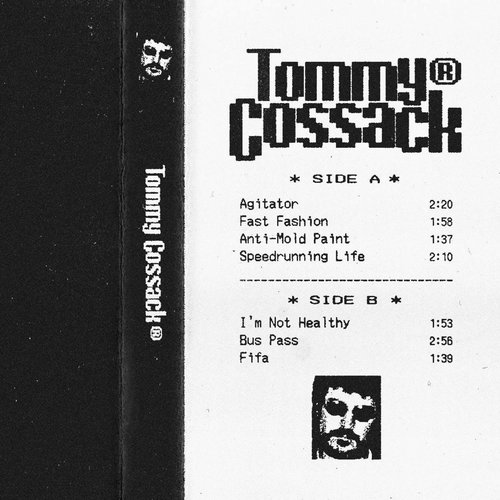 Tommy Cossack®
Tommy®
Cossack
* SIDE A *
Agitator 2:20
Fast Fashion 1:58
Anti-Mold Paint 1:37
Speedrunning Life 2:10
* SIDE B *
I'm Not Healthy 1:53
Bus Pass 2:56
Fifa 1:39